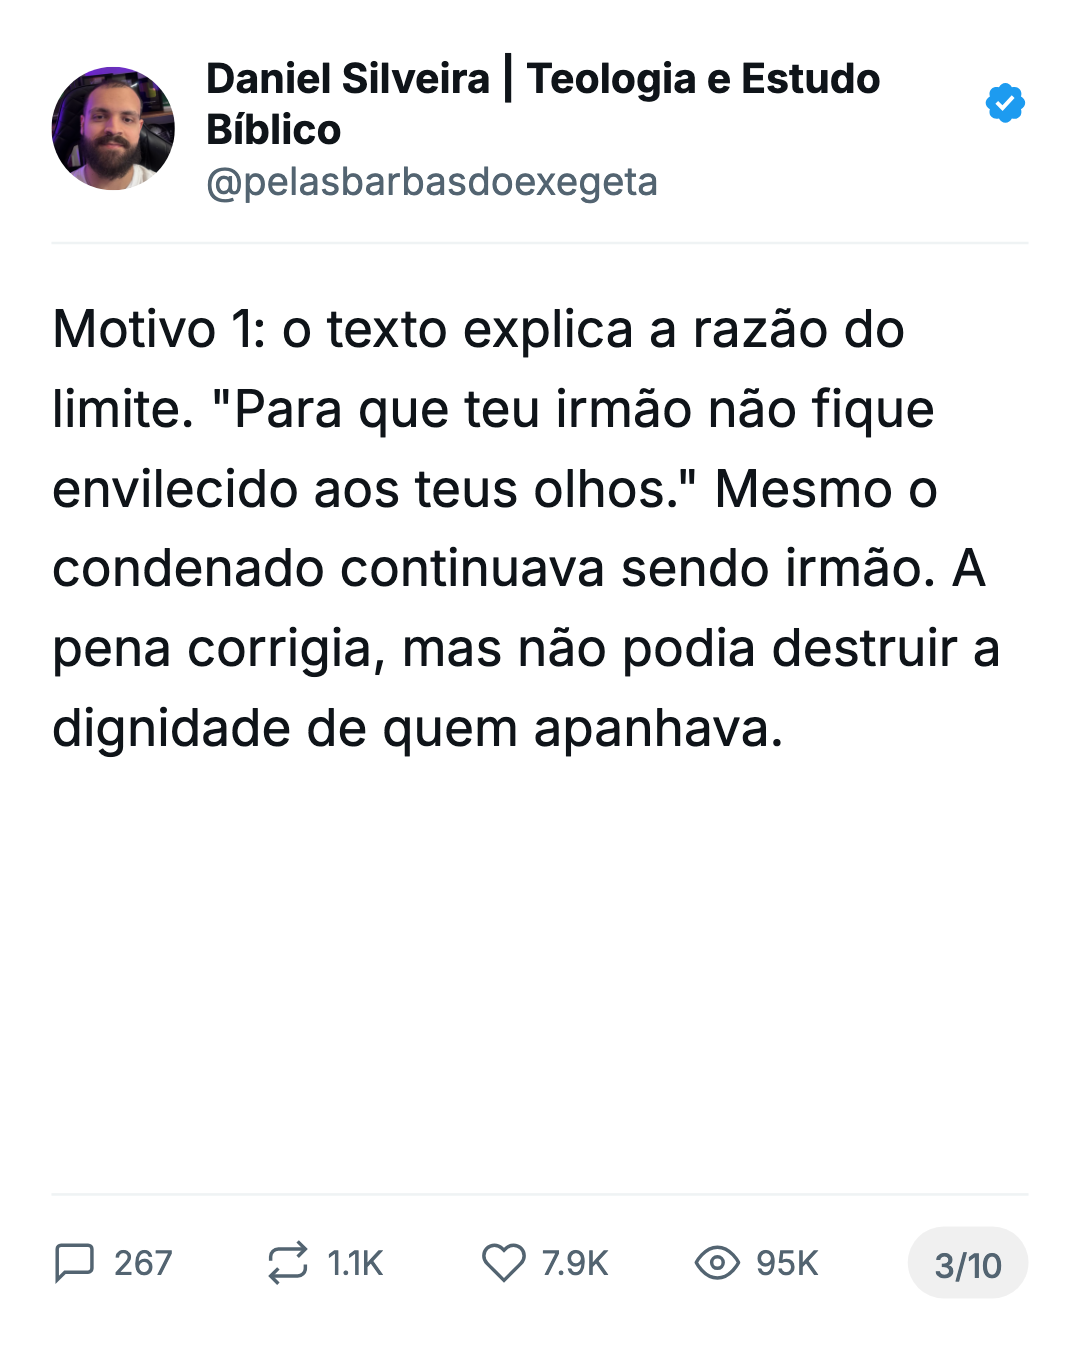 Daniel Silveira | Teologia e Estudo
Bíblico
@pelasbarbasdoexegeta
Motivo 1: o texto explica a razão do
limite. "Para que teu irmão não fique
envilecido aos teus olhos." Mesmo o
condenado continuava sendo irmão. A
pena corrigia, mas não podia destruir a
dignidade de quem apanhava.
267 1.1K 7.9K 95K 3/10